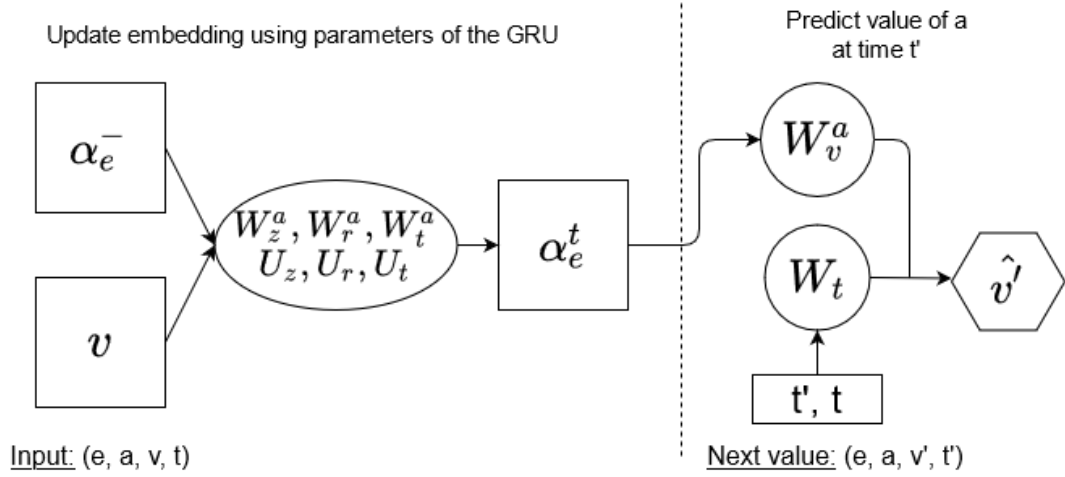 Update embedding using parameters of the GRU
Predict value of a
at time t'
α_e^-
v
W_z^a, W_r^a, W_t^a
U_z, U_r, U_t
α_e^t
W_v^a
W_t
v̂'
t', t
Input: (e, a, v, t)
Next value: (e, a, v', t')